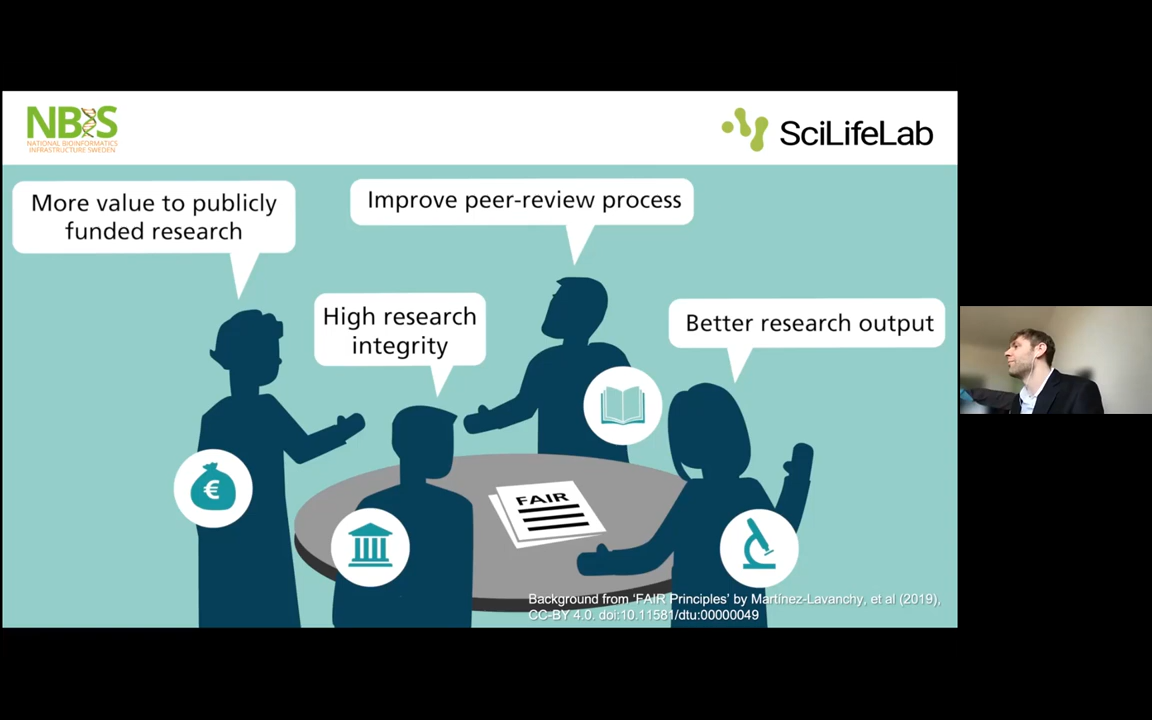 NBIS
NATIONAL BIOINFORMATICS
INFRASTRUCTURE SWEDEN
SciLifeLab
More value to publicly
funded research
Improve peer-review process
High research
integrity
Better research output
€
FAIR
Background from ‘FAIR Principles’ by Martínez-Lavanchy, et al (2019),
CC-BY 4.0. doi:10.11581/dtu:00000049